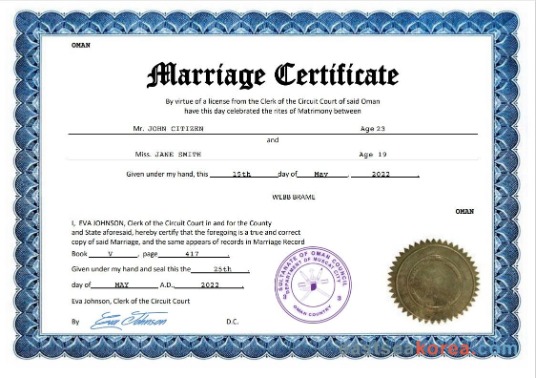 OMAN
Marriage Certificate
By virtue of a license from the Clerk of the Circuit Court of said Oman
have this day celebrated the rites of Matrimony between
Mr. JOHN CITIZEN Age 23
and
Miss. JANE SMITH Age 19
Given under my hand, this 15th day of May, 2022.
WEBB BRAME
OMAN
I, EVA JOHNSON, Clerk of the Circuit Court in and for the County
and State aforesaid, hereby certify that the foregoing is a true and correct
copy of said Marriage, and the same appears of records in Marriage Record
Book V, page 417.
Given under my hand and seal this the 25th,
day of MAY A.D. 2022.
Eva Johnson, Clerk of the Circuit Court
By Eva Johnson D.C.
SULTANATE OF OMAN COUNCIL
DEPARTMENT OF MUSCAT CITY
OMAN COUNTRY
korea.com